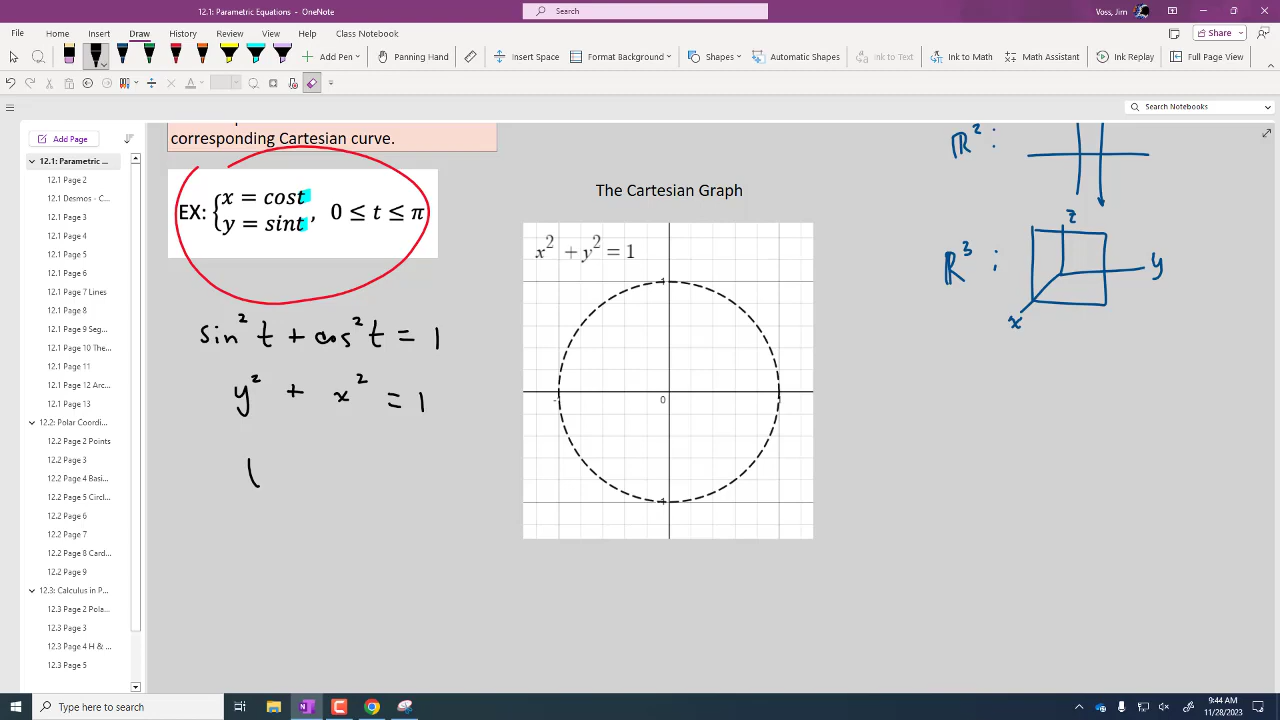 12.1: Parametric Equations - OneNote
Search
Voss, Jim
File Home Insert Draw History Review View Help Class Notebook
Share
Add Pen
Panning Hand
Insert Space
Format Background
Shapes
Automatic Shapes
Ink to Text
Ink to Math
Math Assistant
Full Page View
Search Notebooks
Add Page
12.1: Parametric ...
12.1 Page 2
12.1 Desmos - C...
12.1 Page 3
12.1 Page 4
12.1 Page 5
12.1 Page 6
12.1 Page 7 Lines
12.1 Page 8
12.1 Page 9 Seg...
12.1 Page 10 The...
12.1 Page 11
12.1 Page 12 Arc...
12.1 Page 13
12.2: Polar Coordi...
12.2 Page 2 Points
12.2 Page 3
12.2 Page 4 Basi...
12.2 Page 5 Circl...
12.2 Page 6
12.2 Page 7
12.2 Page 8 Card...
12.2 Page 9
12.3: Calculus in P...
12.3 Page 2 Pola...
12.3 Page 3
12.3 Page 4 H & ...
12.3 Page 5
corresponding Cartesian curve.
EX: { x = cost
y = sint , 0 ≤ t ≤ π
sin² t + cos² t = 1
y² + x² = 1
(
The Cartesian Graph
x² + y² = 1
0
ℝ² :
ℝ³ :
z
y
x
Type here to search
9:44 AM
11/28/2023